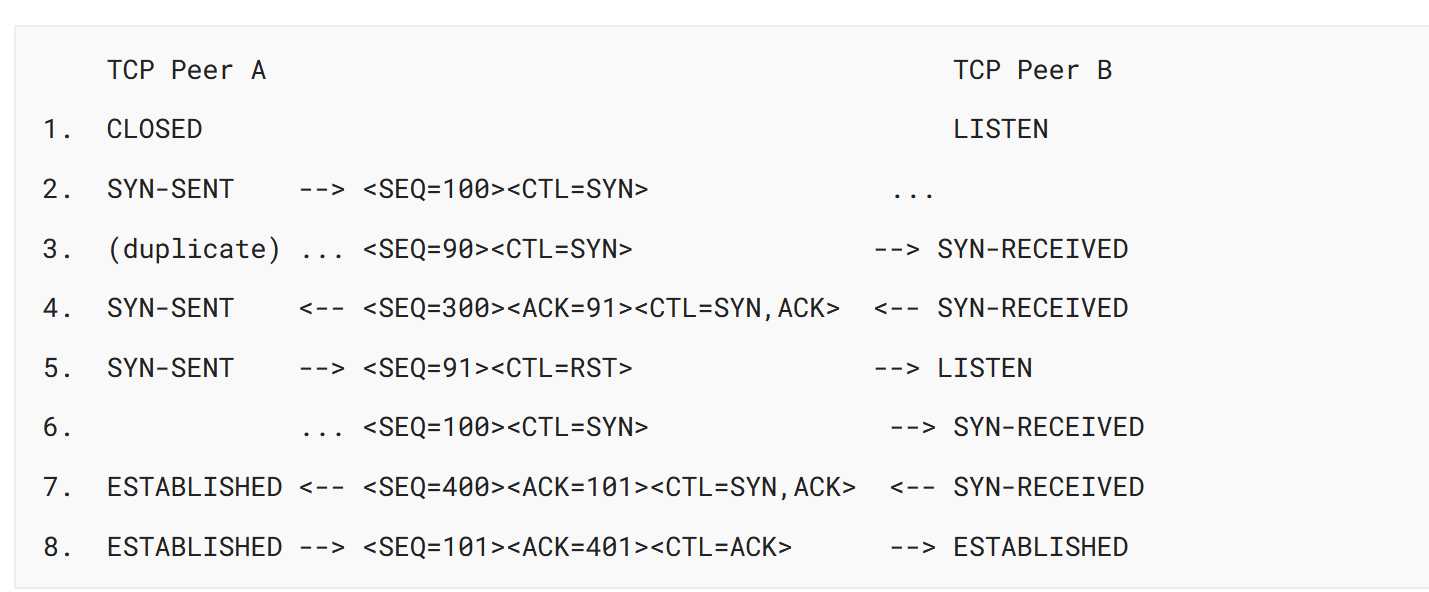 TCP Peer A                                           TCP Peer B
1.  CLOSED                                               LISTEN
2.  SYN-SENT    --> <SEQ=100><CTL=SYN>               ...
3.  (duplicate) ... <SEQ=90><CTL=SYN>               --> SYN-RECEIVED
4.  SYN-SENT    <-- <SEQ=300><ACK=91><CTL=SYN,ACK>  <-- SYN-RECEIVED
5.  SYN-SENT    --> <SEQ=91><CTL=RST>               --> LISTEN
6.              ... <SEQ=100><CTL=SYN>               --> SYN-RECEIVED
7.  ESTABLISHED <-- <SEQ=400><ACK=101><CTL=SYN,ACK>  <-- SYN-RECEIVED
8.  ESTABLISHED --> <SEQ=101><ACK=401><CTL=ACK>      --> ESTABLISHED